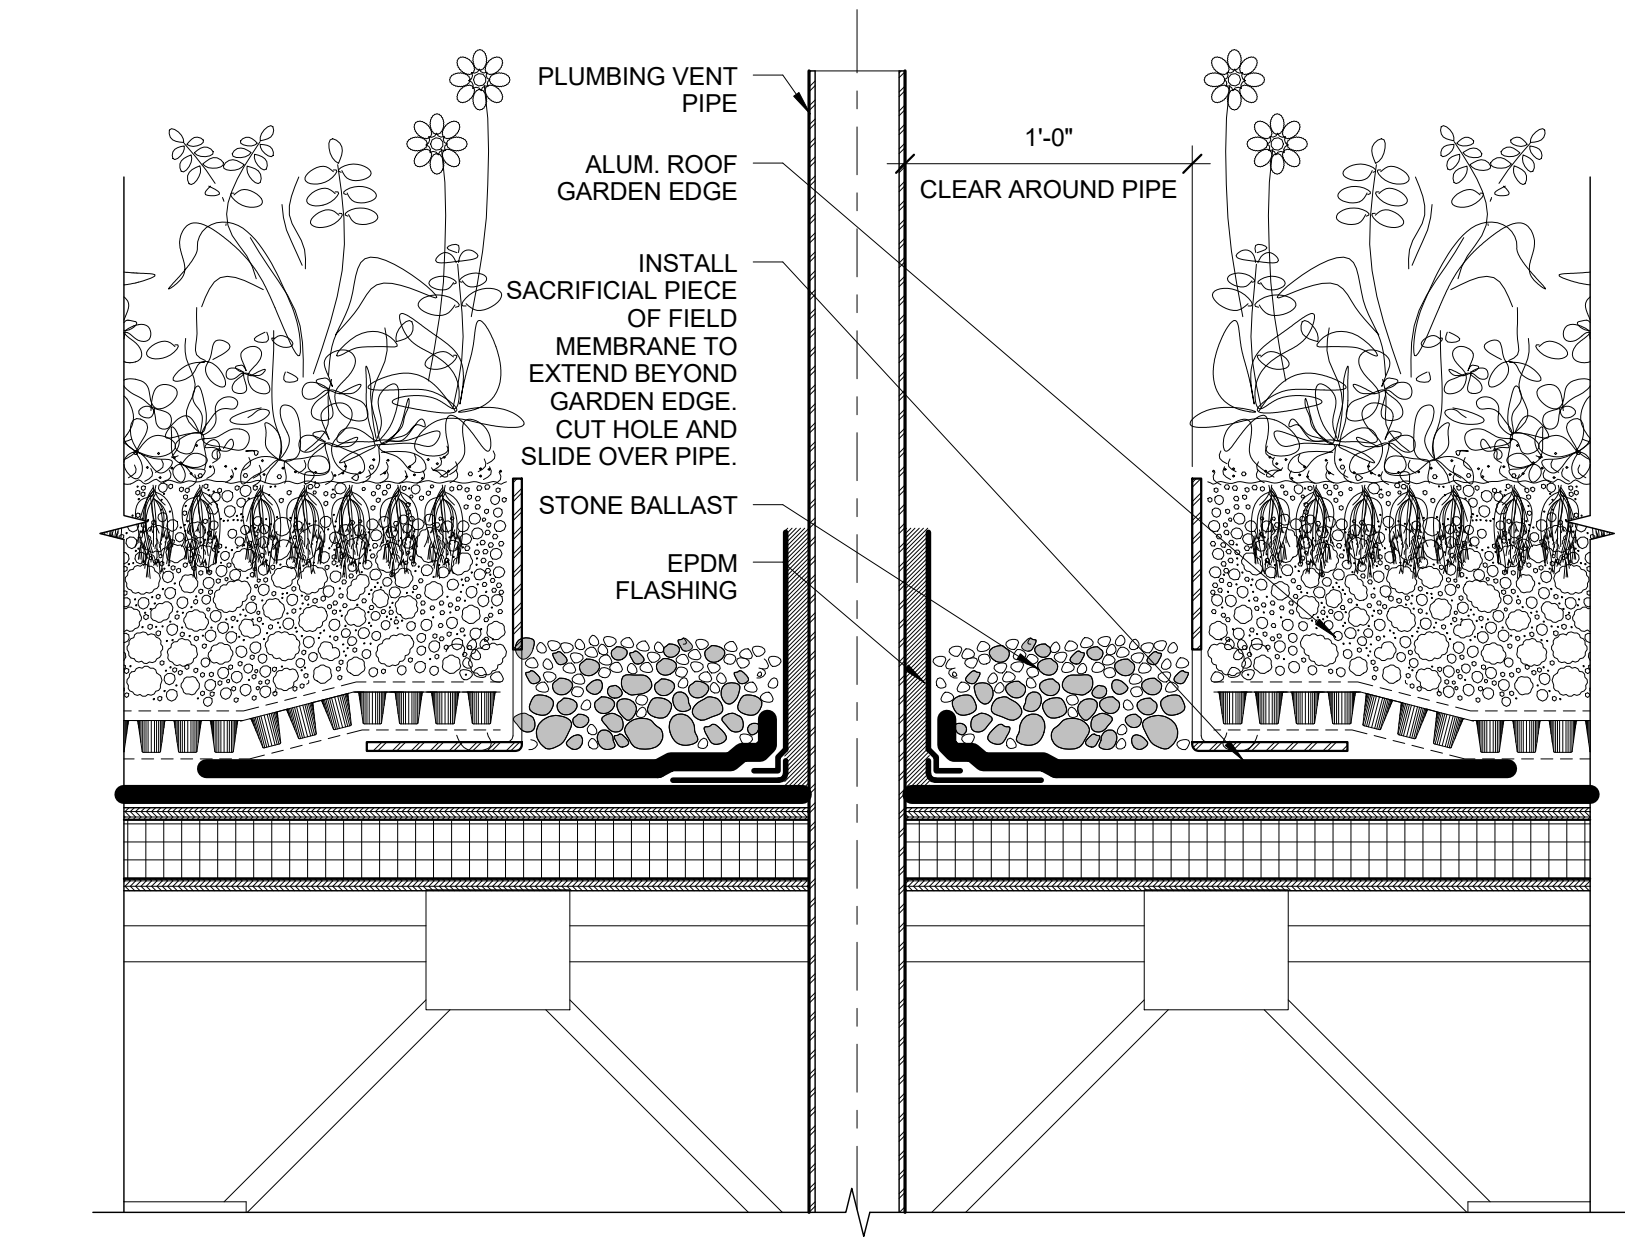 PLUMBING VENT
PIPE
ALUM. ROOF
GARDEN EDGE
1'-0"
CLEAR AROUND PIPE
INSTALL
SACRIFICIAL PIECE
OF FIELD
MEMBRANE TO
EXTEND BEYOND
GARDEN EDGE.
CUT HOLE AND
SLIDE OVER PIPE.
STONE BALLAST
EPDM
FLASHING